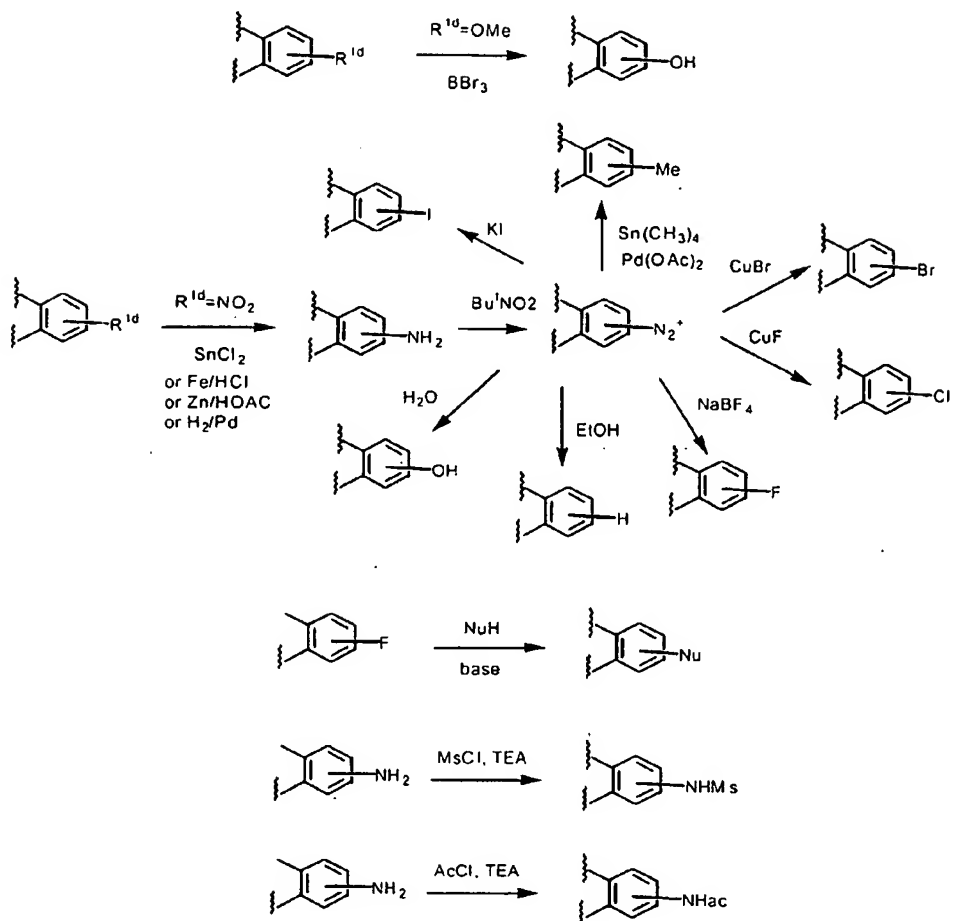 R¹ᵈ=OMe
R¹ᵈ
BBr₃
OH
Me
I
KI
Sn(CH₃)₄
Pd(OAc)₂
CuBr
Br
R¹ᵈ=NO₂
R¹ᵈ
SnCl₂
or Fe/HCl
or Zn/HOAC
or H₂/Pd
NH₂
BuᵗNO2
N₂⁺
CuF
Cl
H₂O
EtOH
NaBF₄
OH
H
F
F
NuH
base
Nu
NH₂
MsCl, TEA
NHMs
NH₂
AcCl, TEA
NHac